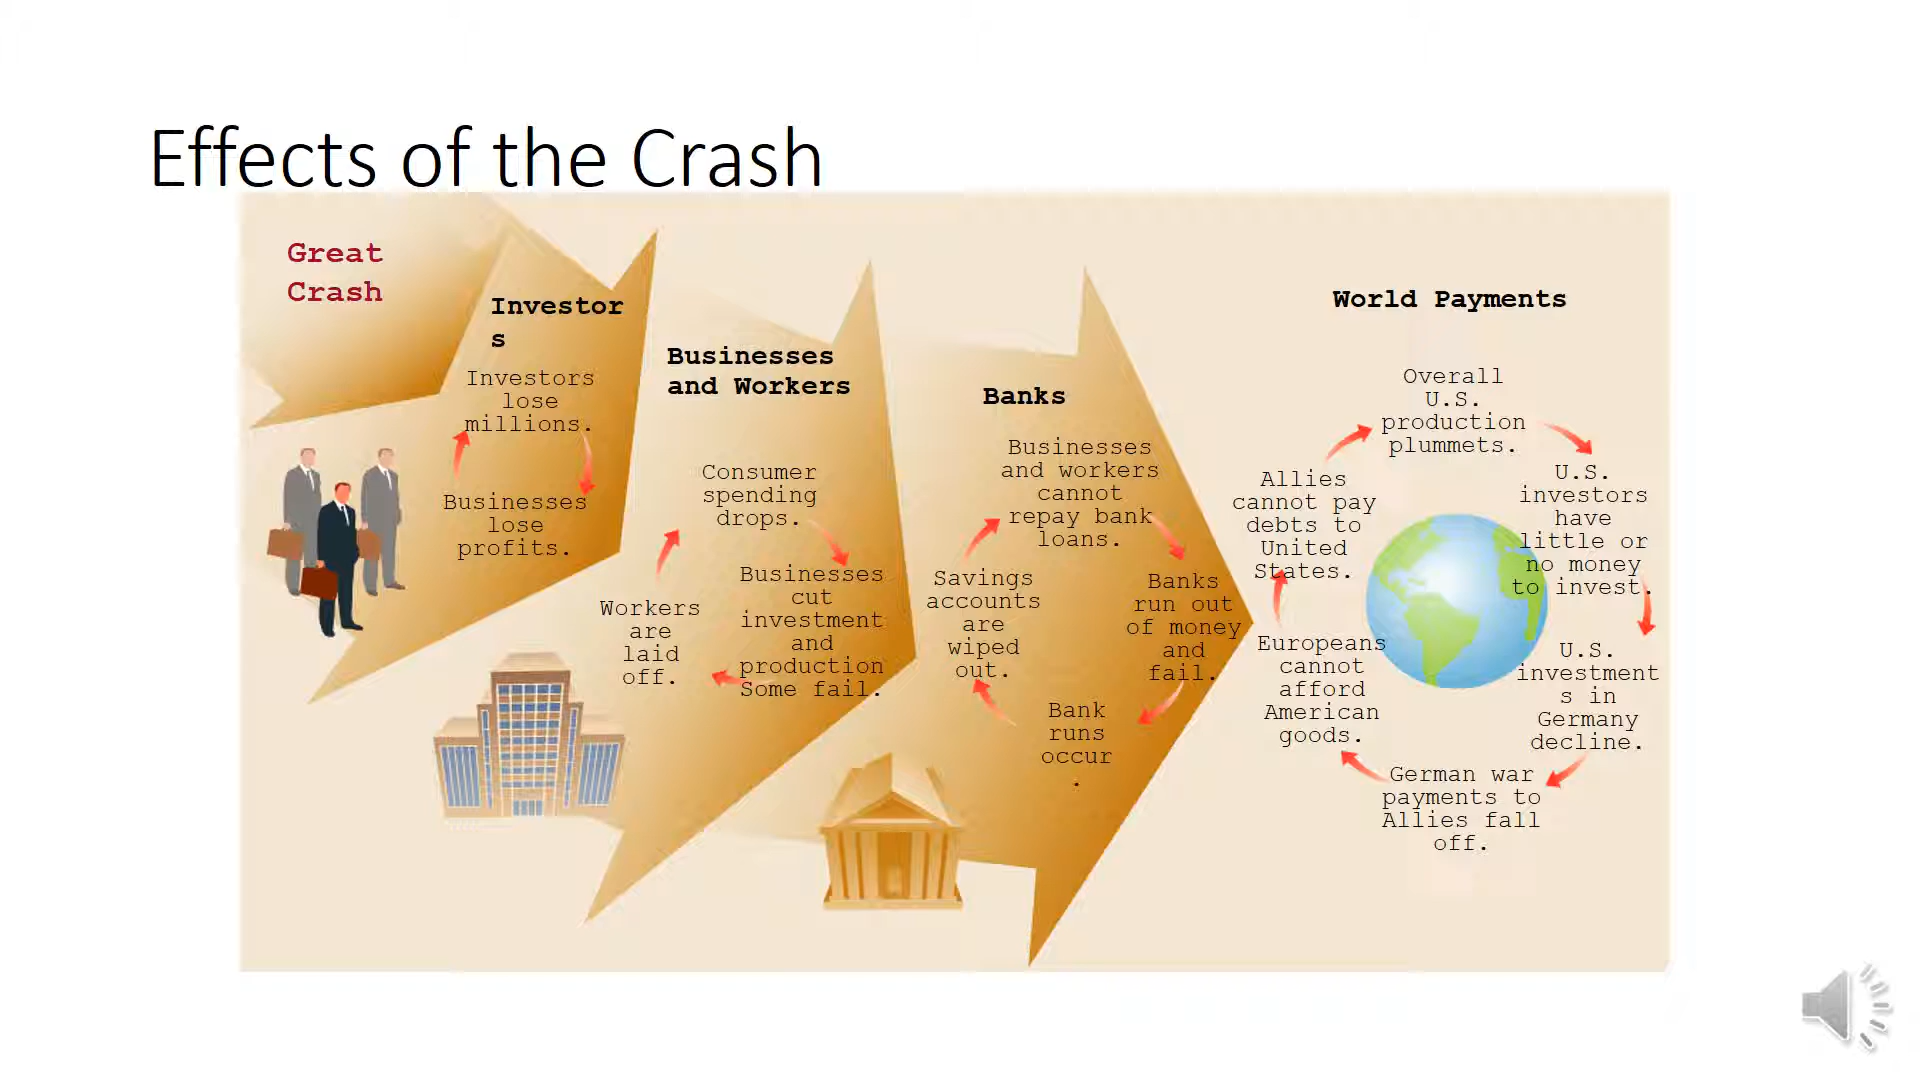 Effects of the Crash
Great
Crash
Investor
s
Investors
lose
millions.
Businesses
lose
profits.
Businesses
and Workers
Consumer
spending
drops.
Businesses
cut
investment
and
production
Some fail.
Workers
are
laid
off.
Banks
Businesses
and workers
cannot
repay bank
loans.
Banks
run out
of money
and
fail.
Bank
runs
occur
.
Savings
accounts
are
wiped
out.
World Payments
Overall
U.S.
production
plummets.
U.S.
investors
have
little or
no money
to invest.
U.S.
investment
s in
Germany
decline.
German war
payments to
Allies fall
off.
Europeans
cannot
afford
American
goods.
Allies
cannot pay
debts to
United
States.